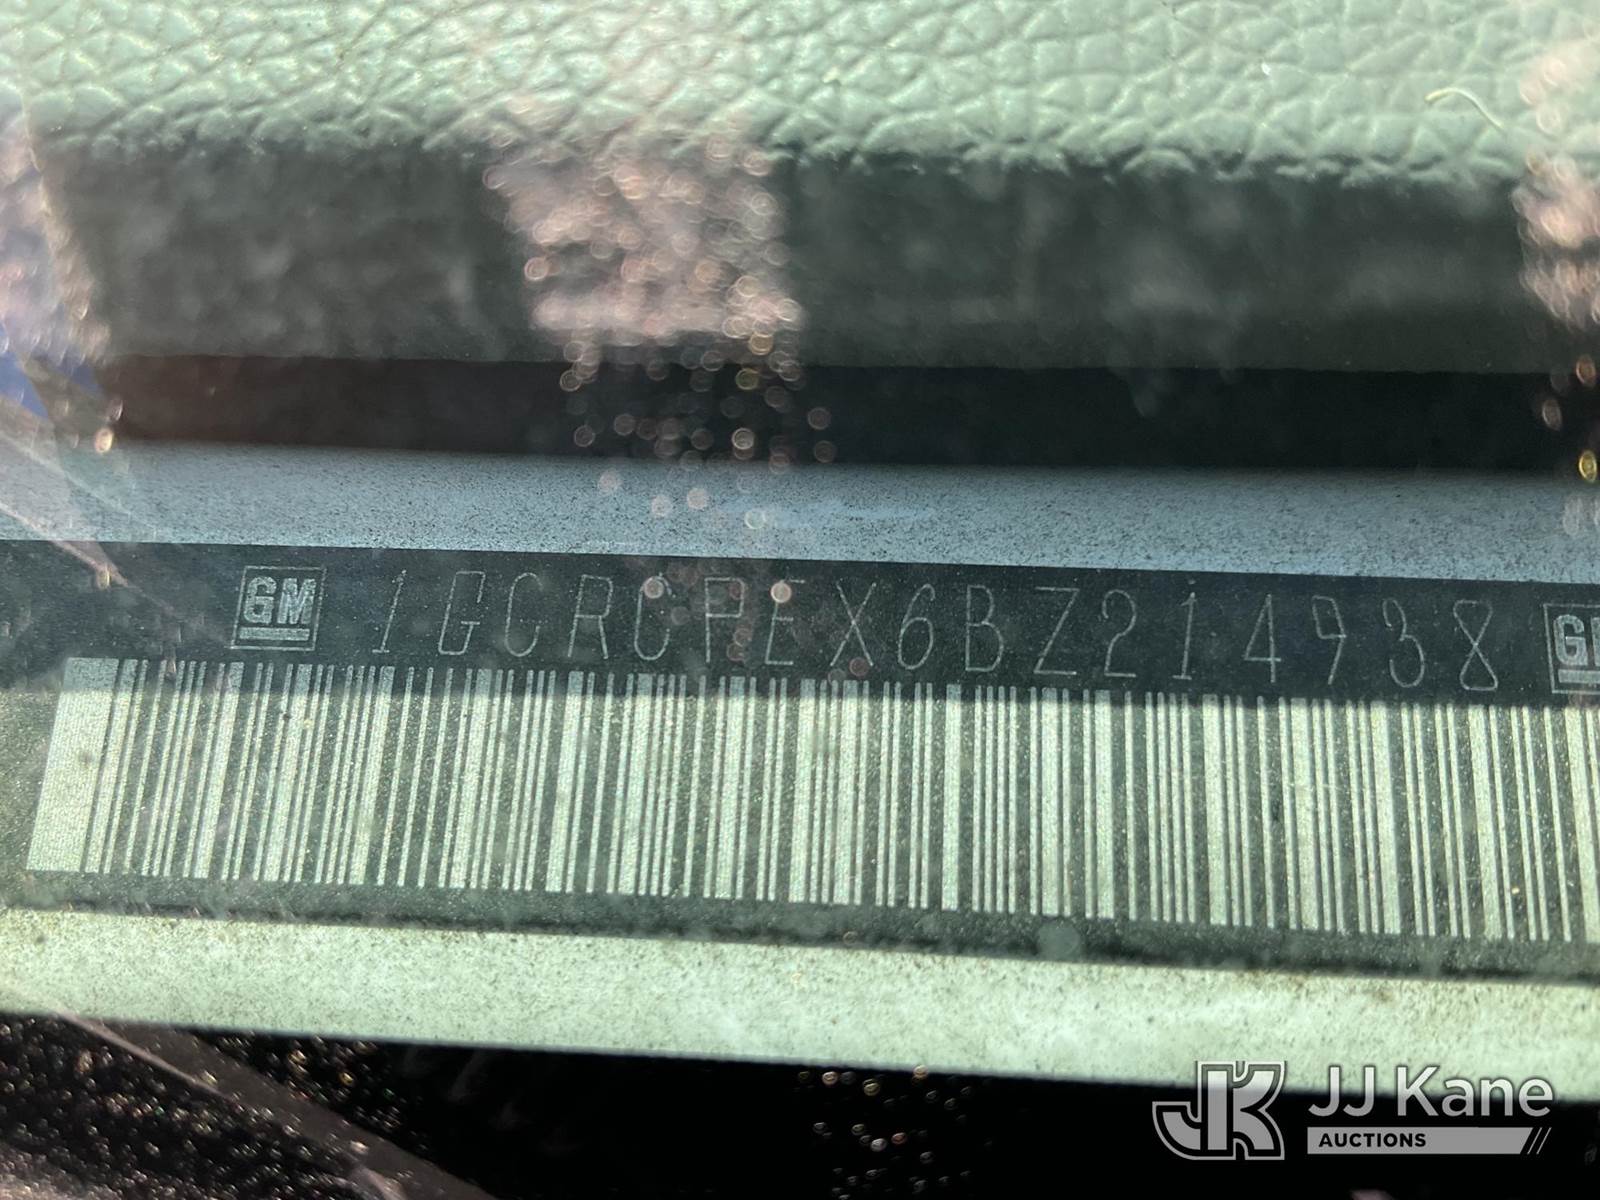 GM 1GCRCPEX6BZ214938 GM
JJ Kane
AUCTIONS